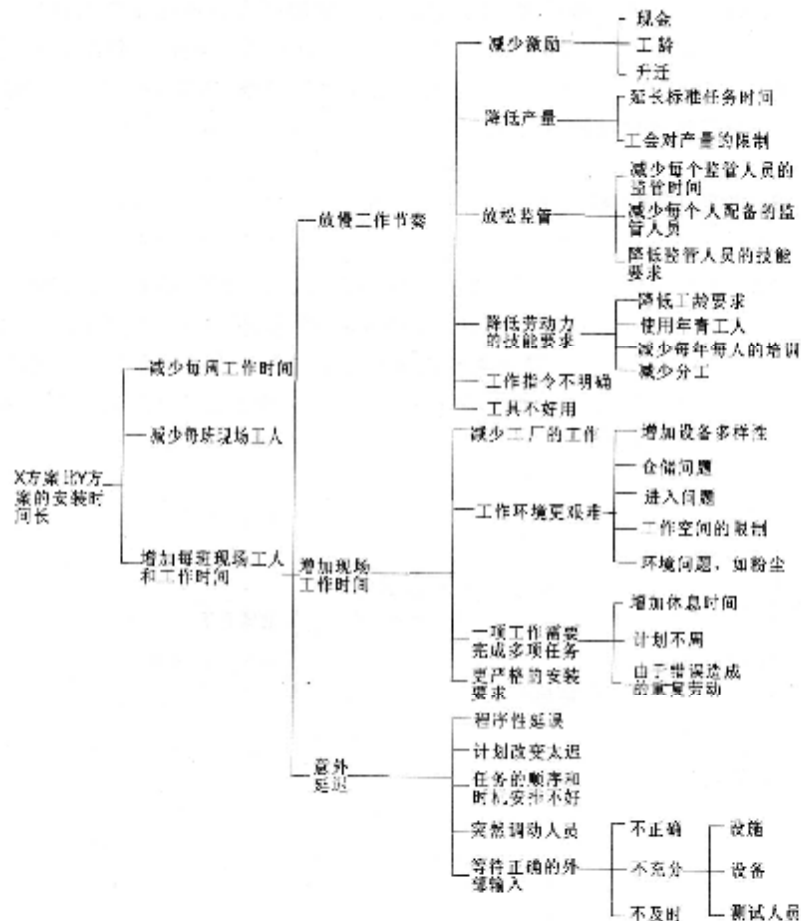 X方案比Y方
案的安装时
间长
减少每周工作时间
减少每班现场工人
增加每班现场工人
和工作时间
放慢工作节奏
减少激励
现金
工龄
升迁
降低产量
延长标准任务时间
工会对产量的限制
放松监管
减少每个监管人员的
监管时间
减少每个人配备的监
管人员
降低监管人员的技能
要求
降低劳动力
的技能要求
降低工龄要求
使用年青工人
减少每年每人的培训
减少分工
工作指令不明确
工具不好用
增加现场
工作时间
减少工厂的工作
工作环境更艰难
增加设备多样性
仓储问题
进入问题
工作空间的限制
环境问题，如粉尘
一项工作需要
完成多项任务
增加休息时间
计划不周
由于错误造成
的重复劳动
更严格的安装
要求
意外
延迟
程序性延误
计划改变太迟
任务的顺序和
时机安排不好
突然调动人员
等待正确的外
部输入
不正确
不充分
不及时
设施
设备
测试人员